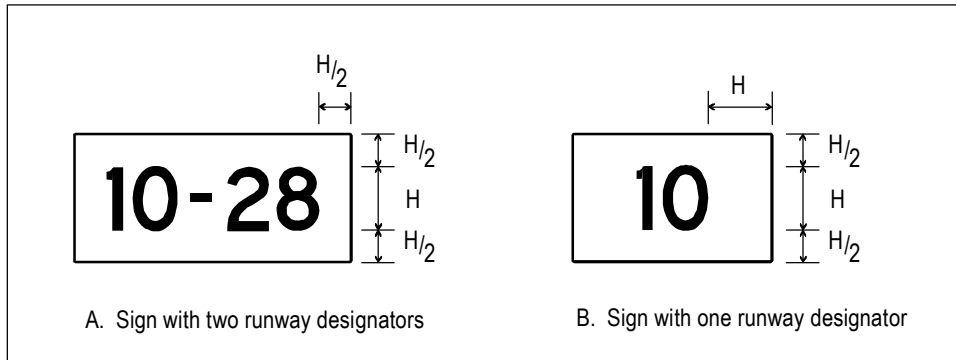 H/2
H
H/2
H
H/2
10-28
H/2
H
H/2
10
A. Sign with two runway designators
B. Sign with one runway designator